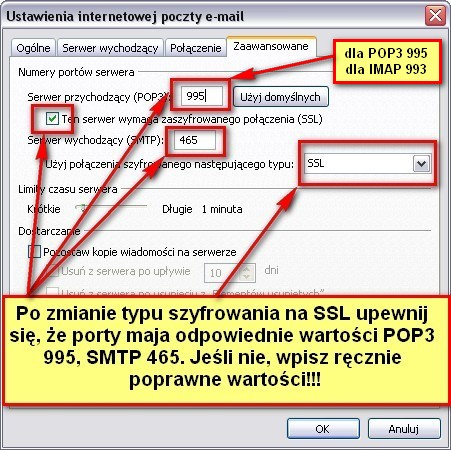 Ustawienia internetowej poczty e-mail
Ogólne
Serwer wychodzący
Połączenie
Zaawansowane
Numery portów serwera
dla POP3 995
dla IMAP 993
Serwer przychodzący (POP3):
995
Użyj domyślnych
Ten serwer wymaga zaszyfrowanego połączenia (SSL)
Serwer wychodzący (SMTP):
465
Użyj połączenia szyfrowanego następującego typu:
SSL
Limity czasu serwera
Krótkie
Długie
1 minuta
Dostarczanie
Pozostaw kopie wiadomości na serwerze
Usuń z serwera po upływie
10
dni
Usuń z serwera po usunięciu z „Elementów usuniętych”
Po zmianie typu szyfrowania na SSL upewnij
się, że porty maja odpowiednie wartości POP3
995, SMTP 465. Jeśli nie, wpisz ręcznie
poprawne wartości!!!
OK
Anuluj